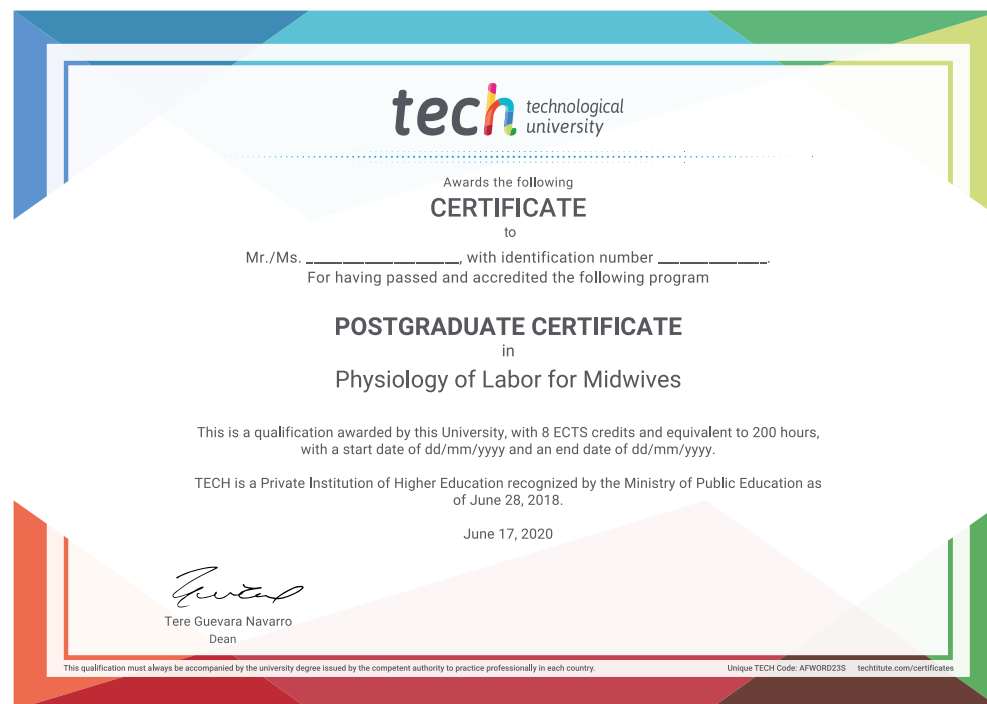 tech technological
university
Awards the following
CERTIFICATE
to
Mr./Ms. ____________________, with identification number ______________.
For having passed and accredited the following program
POSTGRADUATE CERTIFICATE
in
Physiology of Labor for Midwives
This is a qualification awarded by this University, with 8 ECTS credits and equivalent to 200 hours,
with a start date of dd/mm/yyyy and an end date of dd/mm/yyyy.
TECH is a Private Institution of Higher Education recognized by the Ministry of Public Education as
of June 28, 2018.
June 17, 2020
Tere Guevara Navarro
Dean
This qualification must always be accompanied by the university degree issued by the competent authority to practice professionally in each country. Unique TECH Code: AFWORD23S techtitute.com/certificates